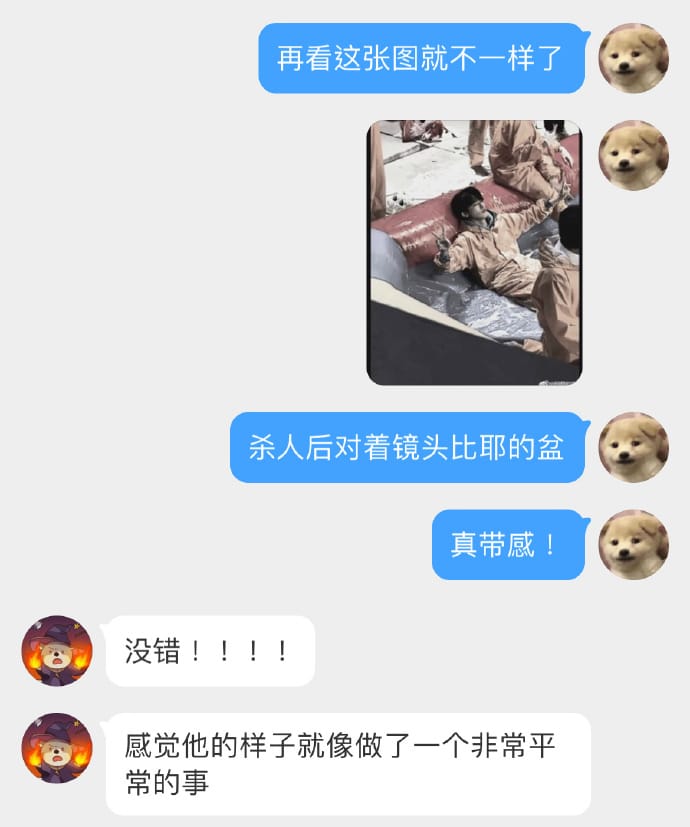 再看这张图就不一样了
杀人后对着镜头比耶的盆
真带感！
没错！！！！
感觉他的样子就像做了一个非常平
常的事